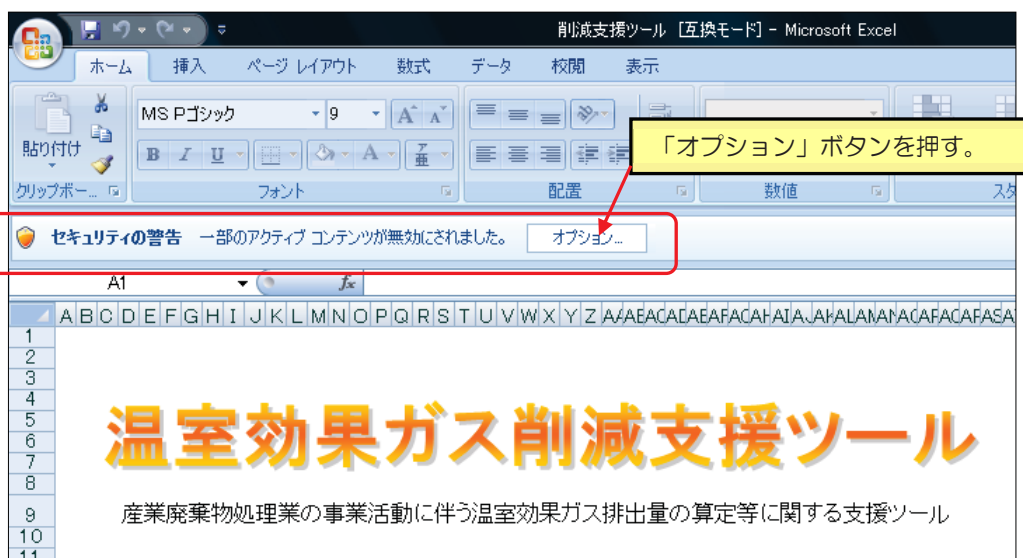 削減支援ツール [互換モード] - Microsoft Excel
ホーム 挿入 ページ レイアウト 数式 データ 校閲 表示
MS Pゴシック 9
貼り付け
B I U A 亜
「オプション」ボタンを押す。
クリップボー... フォント 配置 数値 スタ
セキュリティの警告 一部のアクティブ コンテンツが無効にされました。 オプション...
A1 fx
A B C D E F G H I J K L M N O P Q R S T U V W X Y Z
1
2
3
4
5
6
7
8
9
10
11
温室効果ガス削減支援ツール
産業廃棄物処理業の事業活動に伴う温室効果ガス排出量の算定等に関する支援ツール